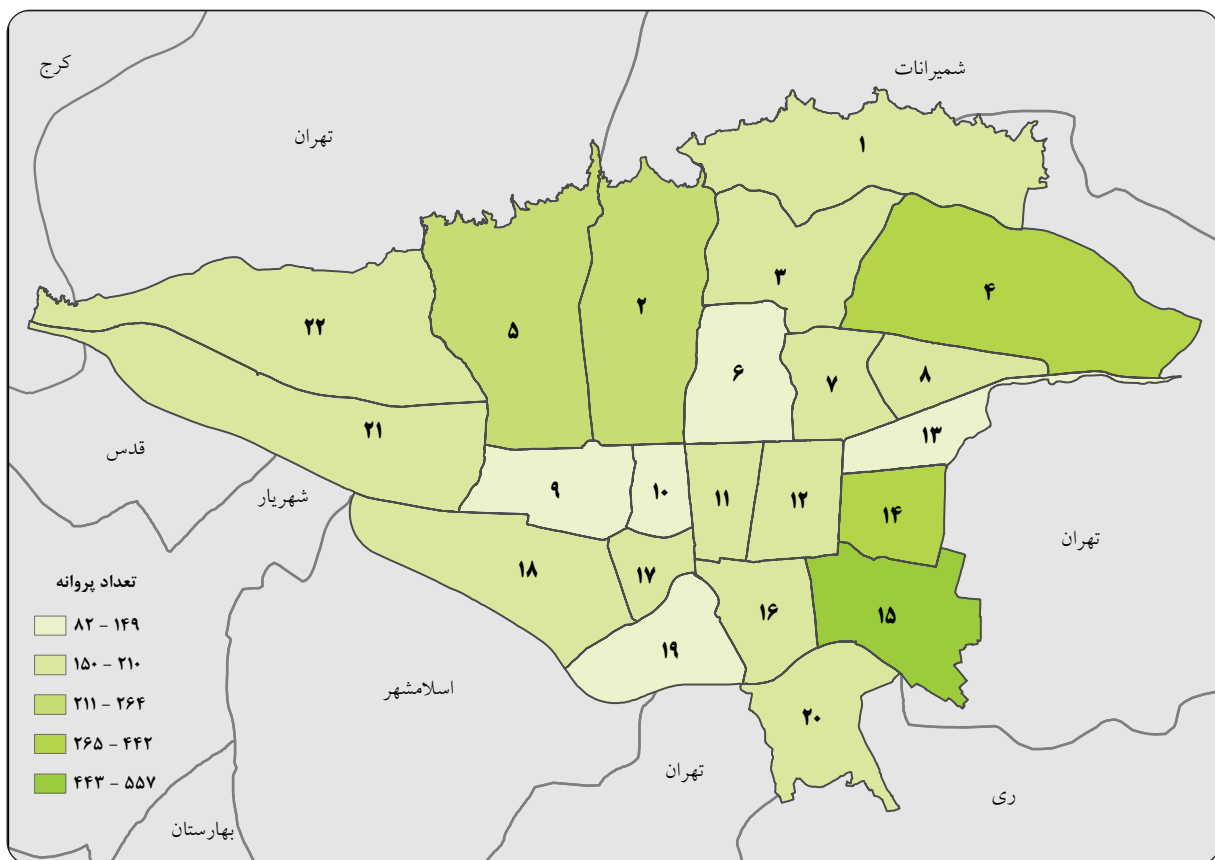 کرج
شمیرانات
تهران
۱
۳
۴
۲
۵
۲۲
۶
۷
۸
۲۱
۱۳
قدس
شهریار
۹
۱۰
۱۱
۱۲
۱۴
تهران
۱۸
۱۷
۱۶
۱۵
۱۹
۲۰
اسلامشهر
تهران
ری
بهارستان
تعداد پروانه
۸۲ - ۱۴۹
۱۵۰ - ۲۱۰
۲۱۱ - ۲۶۴
۲۶۵ - ۴۴۲
۴۴۳ - ۵۵۷